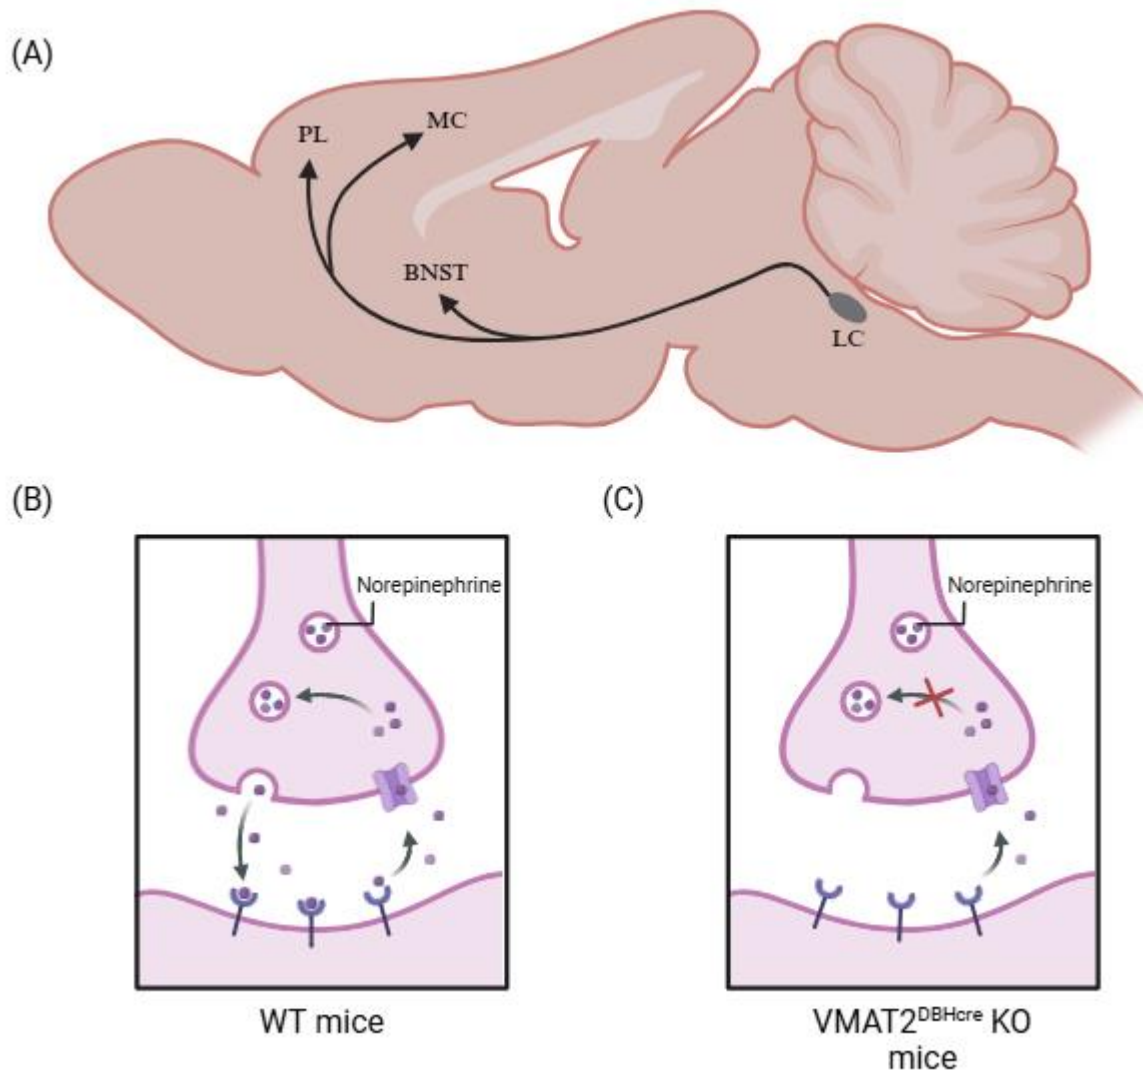 (A)
PL
MC
BNST
LC
(B)
(C)
Norepinephrine
Norepinephrine
WT mice
VMAT2ᴰᴮᴴᶜʳᵉ KO
mice